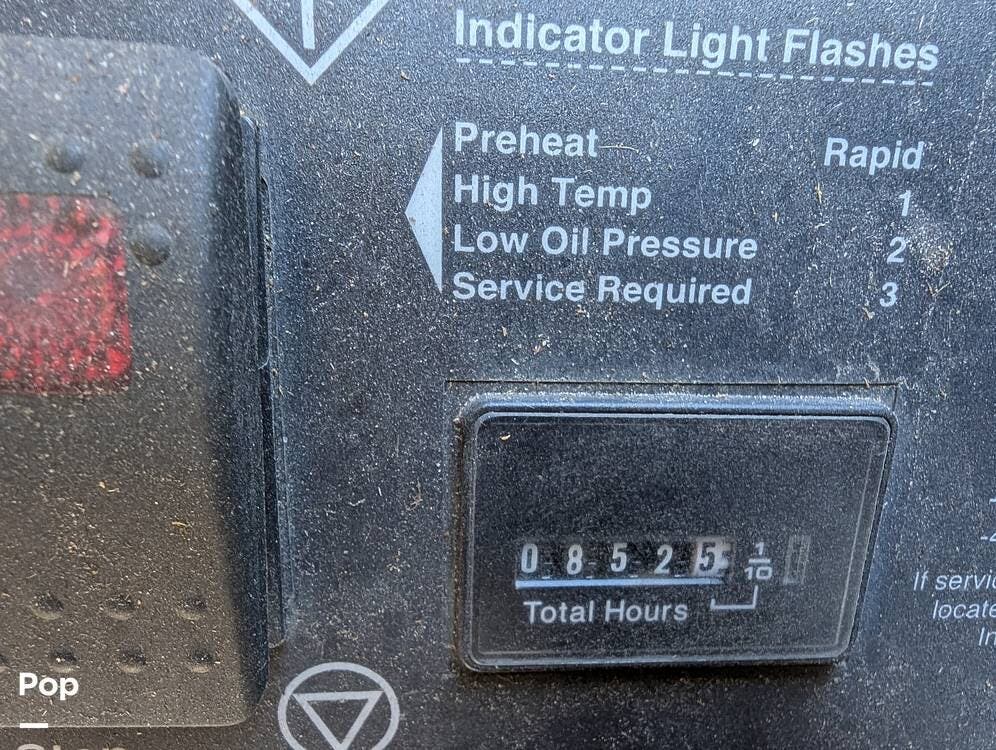 Indicator Light Flashes
Preheat Rapid
High Temp 1
Low Oil Pressure 2
Service Required 3
0 8 5 2 5 1/10
Total Hours
If
Pop